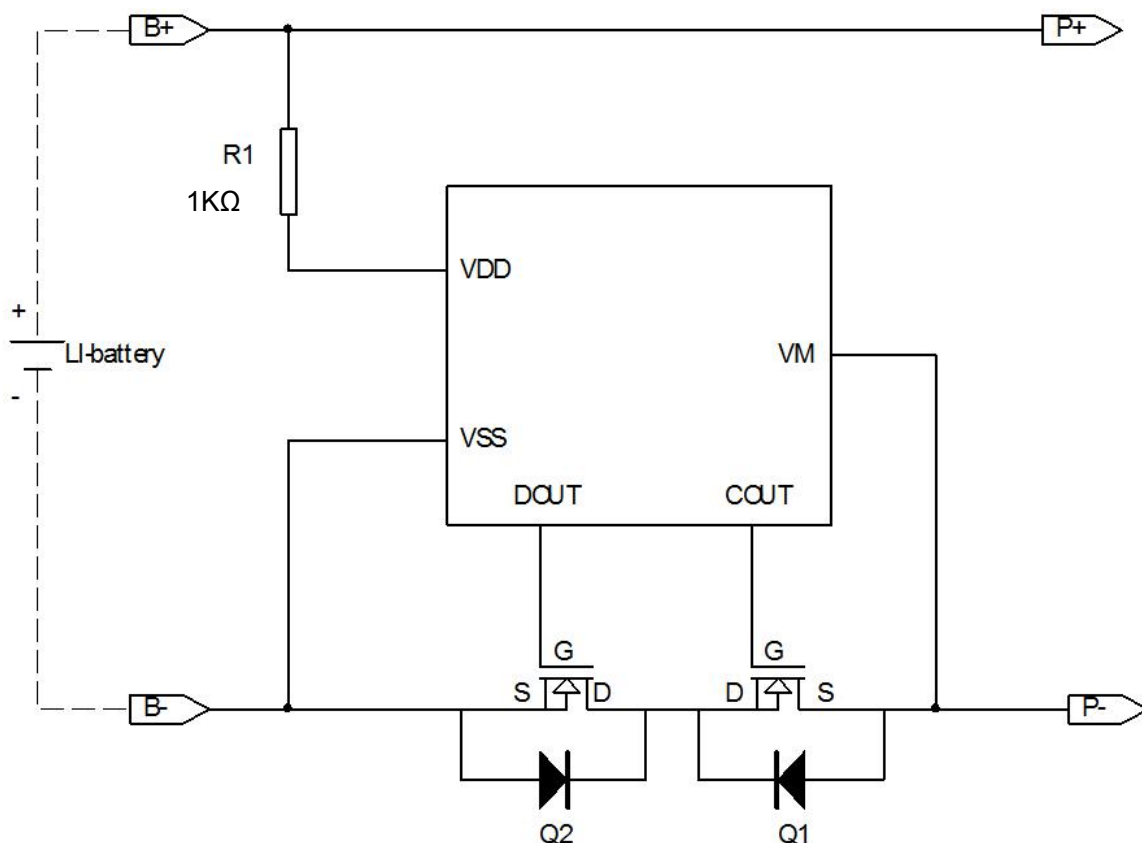 B+
P+
R1
1KΩ
VDD
+
LI-battery
VM
-
VSS
DOUT
COUT
G
G
S
D
D
S
B-
P-
Q2
Q1